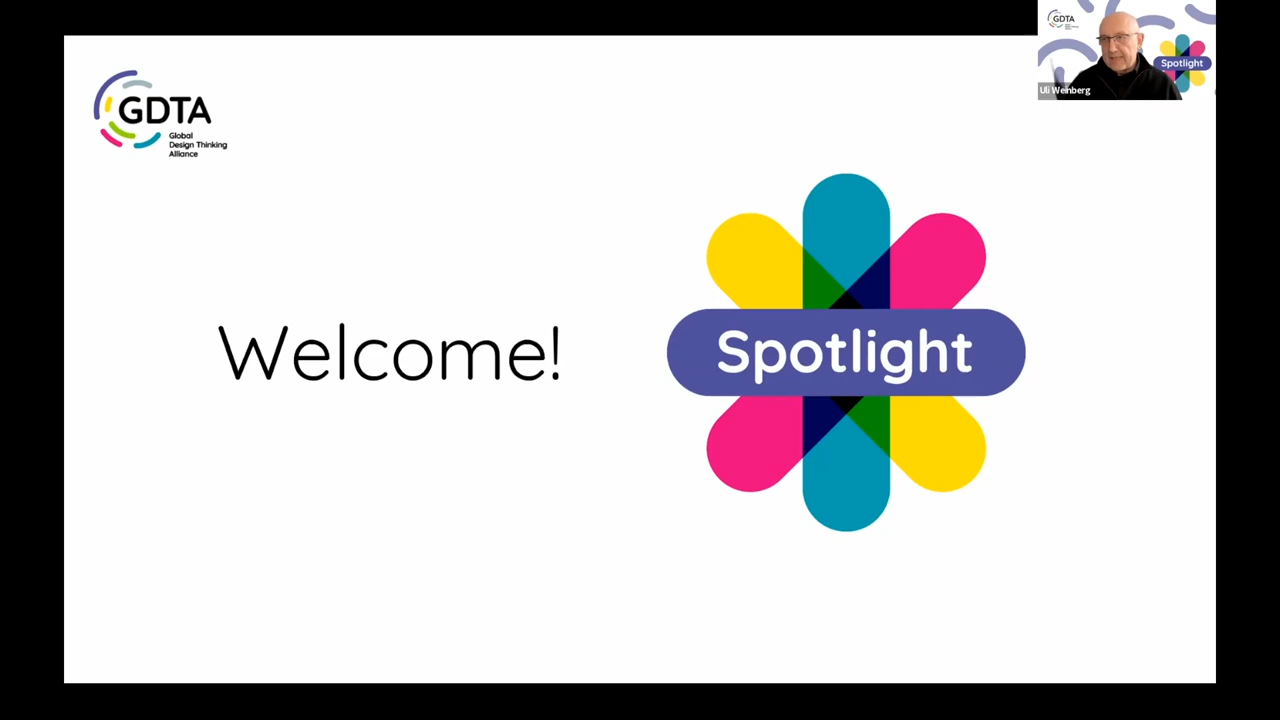 GDTA
Global
Design Thinking
Alliance
Welcome!
Spotlight
GDTA
Spotlight
Uli Weinberg